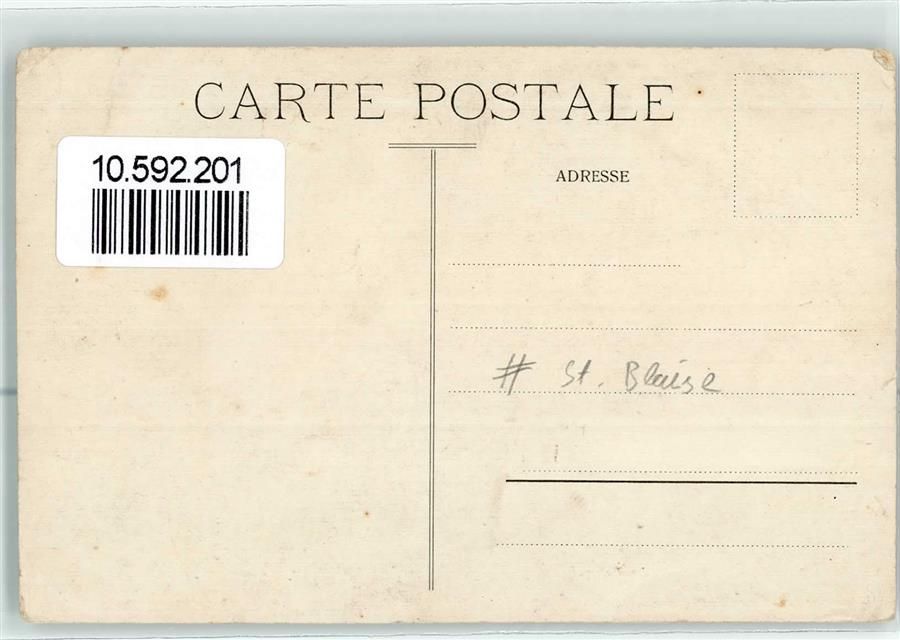 CARTE POSTALE
10.592.201
ADRESSE
# St. Blaise